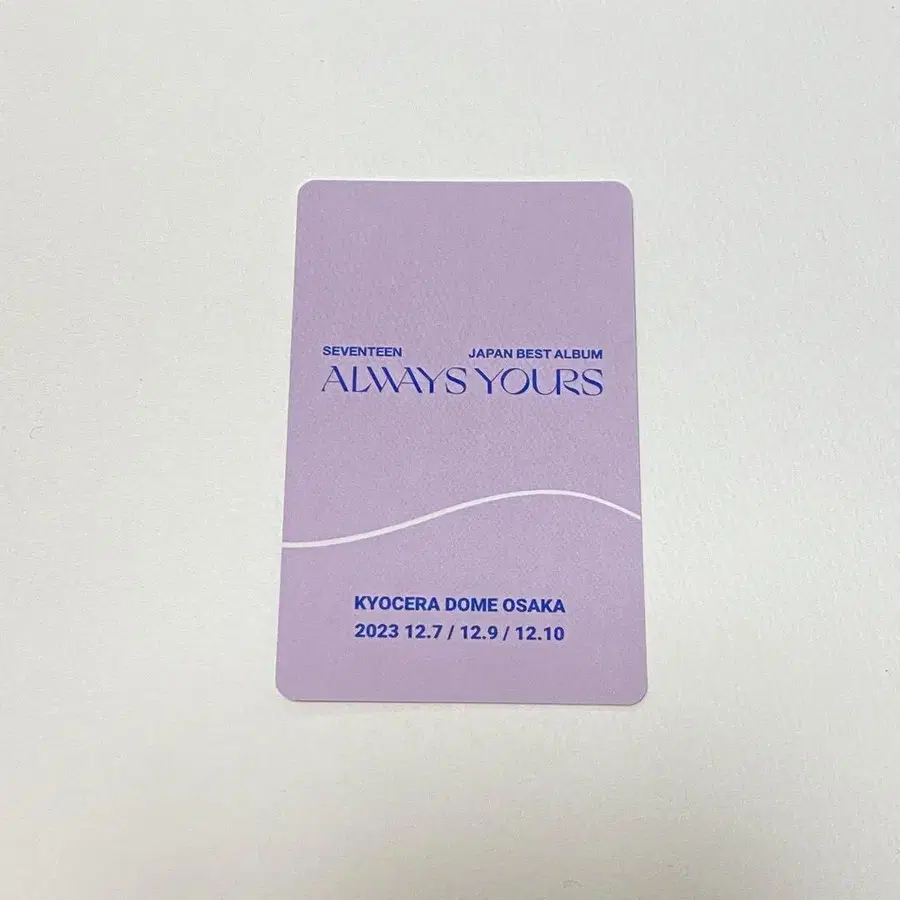 SEVENTEEN JAPAN BEST ALBUM
ALWAYS YOURS
KYOCERA DOME OSAKA
2023 12.7 / 12.9 / 12.10